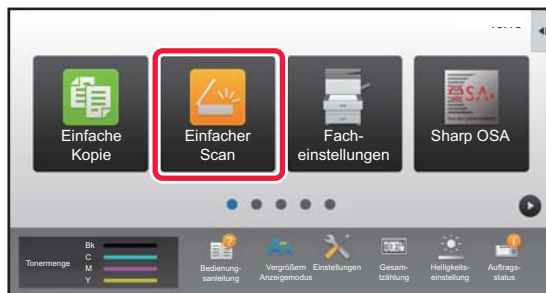 Einfache
Kopie
Einfacher
Scan
Fach-
einstellungen
OSA
Sharp OSA
Tonermenge
Bk
C
M
Y
Bedienung-
sanleitung
Vergrößern
Anzeigemodus
Einstellungen
Gesam-
tzählung
Helligkeits-
einstellung
Auftrags-
status